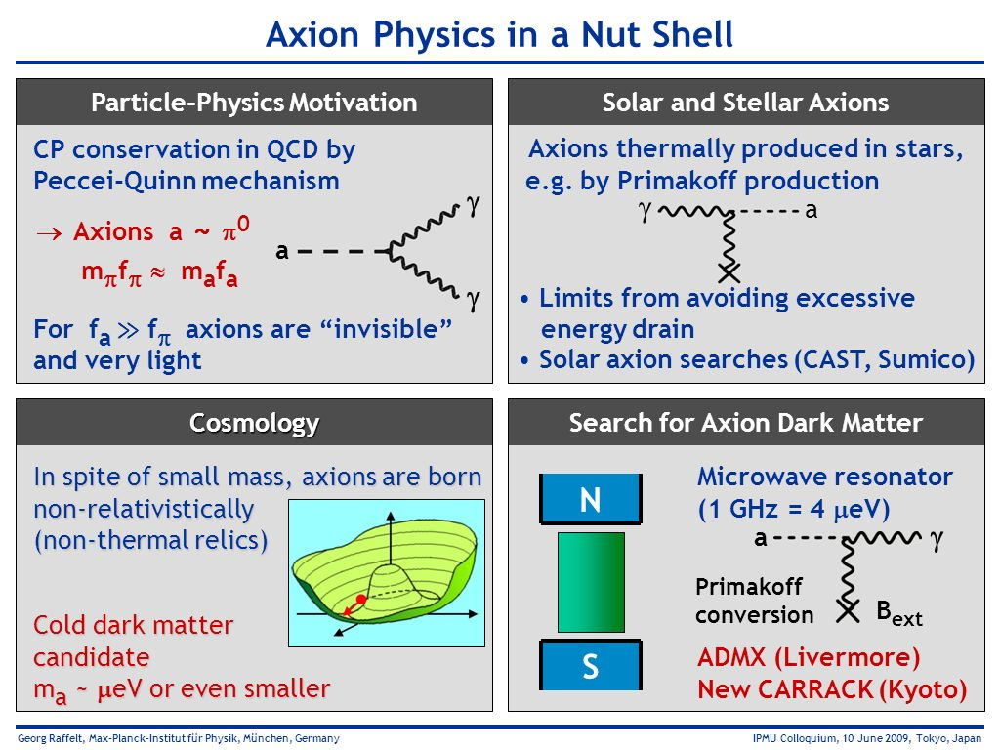 Axion Physics in a Nut Shell
Particle-Physics Motivation
CP conservation in QCD by
Peccei-Quinn mechanism
→ Axions a ~ π⁰
mπfπ ≈ mafa
a
γ
γ
For fa ≫ fπ axions are “invisible”
and very light
Solar and Stellar Axions
Axions thermally produced in stars,
e.g. by Primakoff production
γ a
• Limits from avoiding excessive
energy drain
• Solar axion searches (CAST, Sumico)
Cosmology
In spite of small mass, axions are born
non-relativistically
(non-thermal relics)
Cold dark matter
candidate
ma ~ μeV or even smaller
Search for Axion Dark Matter
N
S
Microwave resonator
(1 GHz = 4 μeV)
a γ
Primakoff
conversion
Bext
ADMX (Livermore)
New CARRACK (Kyoto)
Georg Raffelt, Max-Planck-Institut für Physik, München, Germany
IPMU Colloquium, 10 June 2009, Tokyo, Japan